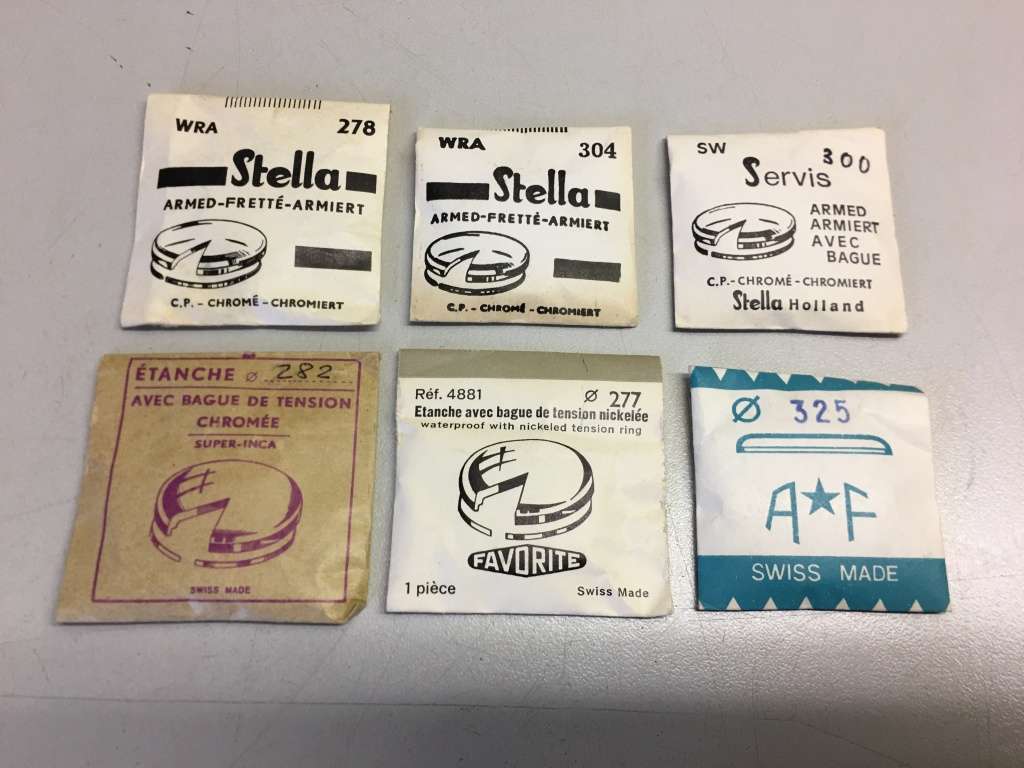 WRA 278
Stella
ARMED-FRETTÉ-ARMIERT
C.P. - CHROMÉ - CHROMIERT
WRA 304
Stella
ARMED-FRETTÉ-ARMIERT
C.P. - CHROMÉ - CHROMIERT
SW 300
Servis
ARMED
ARMIERT
AVEC
BAGUE
C.P. - CHROMÉ - CHROMIERT
Stella Holland
ÉTANCHE ⌀ 282
AVEC BAGUE DE TENSION
CHROMÉE
SUPER-INCA
SWISS MADE
Réf. 4881 ⌀ 277
Etanche avec bague de tension nickelée
waterproof with nickeled tension ring
FAVORITE
1 pièce Swiss Made
⌀ 325
A★F
SWISS MADE